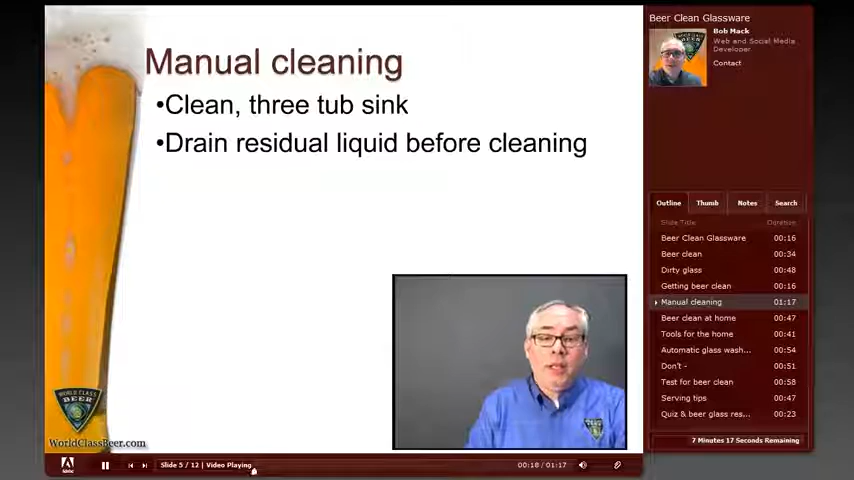 Manual cleaning
•Clean, three tub sink
•Drain residual liquid before cleaning
WORLD CLASS
BEER
WorldClassBeer.com
Adobe
Slide 5 / 12 | Video Playing
00:18 / 01:17
Beer Clean Glassware
Bob Mack
Web and Social Media
Developer
Contact
Outline Thumb Notes Search
Slide Title Duration
Beer Clean Glassware 00:16
Beer clean 00:34
Dirty glass 00:48
Getting beer clean 00:16
Manual cleaning 01:17
Beer clean at home 00:47
Tools for the home 00:41
Automatic glass wash... 00:54
Don't - 00:51
Test for beer clean 00:58
Serving tips 00:47
Quiz & beer glass res... 00:23
7 Minutes 17 Seconds Remaining